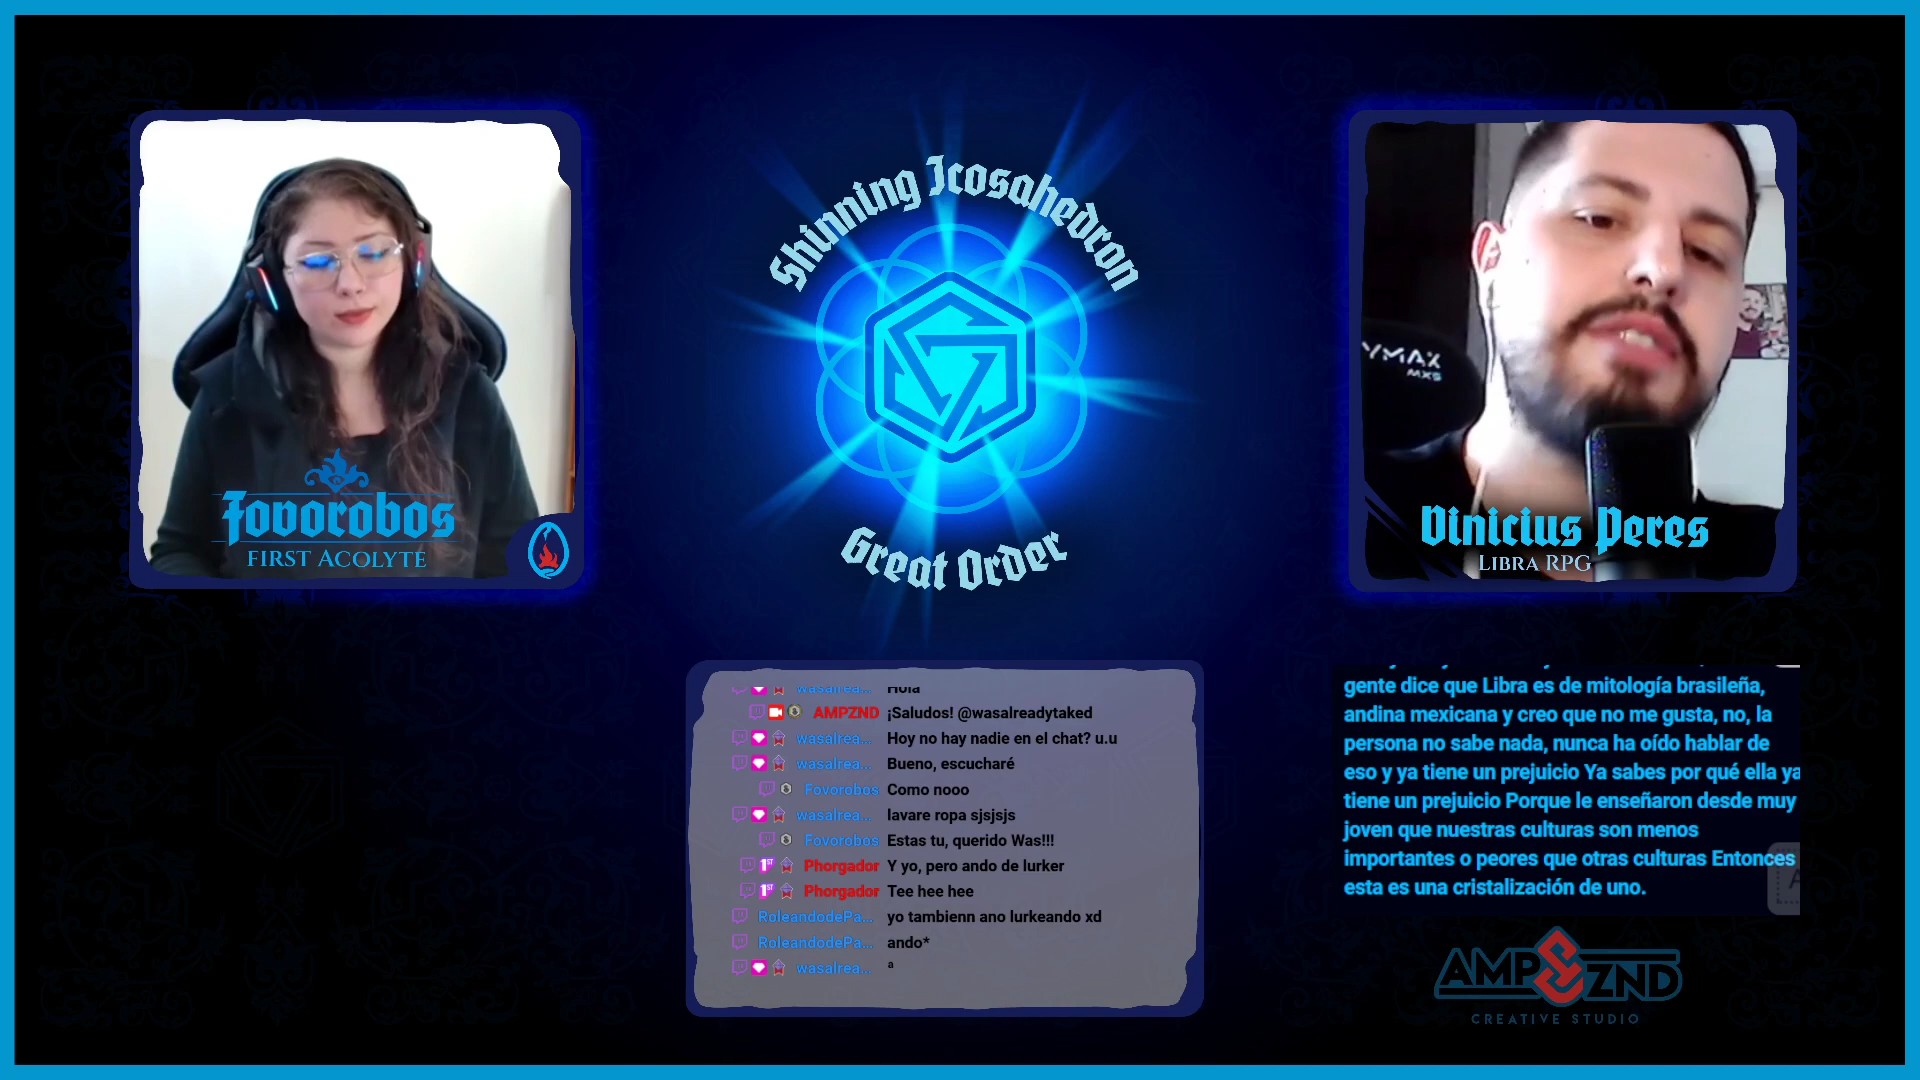 Shinning Icosahedron
Great Order
Fovorobos
FIRST ACOLYTE
YMAX
MXS
Vinicius Peres
LIBRA RPG
wasalrea... Hola
AMPZND ¡Saludos! @wasalreadytaked
wasalrea... Hoy no hay nadie en el chat? u.u
wasalrea... Bueno, escucharé
Fovorobos Como nooo
wasalrea... lavare ropa sjsjsjs
Fovorobos Estas tu, querido Was!!!
1ST Phorgador Y yo, pero ando de lurker
1ST Phorgador Tee hee hee
RoleandodePa... yo tambienn ano lurkeando xd
RoleandodePa... ando*
wasalrea... a
gente dice que Libra es de mitología brasileña,
andina mexicana y creo que no me gusta, no, la
persona no sabe nada, nunca ha oído hablar de
eso y ya tiene un prejuicio Ya sabes por qué ella ya
tiene un prejuicio Porque le enseñaron desde muy
joven que nuestras culturas son menos
importantes o peores que otras culturas Entonces
esta es una cristalización de uno.
AMPZND
CREATIVE STUDIO